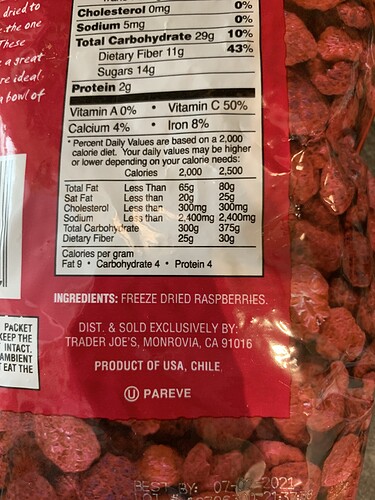 dried to
the one
These
a great
re ideal.
a bowl of
Cholesterol 0mg 0%
Sodium 5mg 0%
Total Carbohydrate 29g 10%
Dietary Fiber 11g 43%
Sugars 14g
Protein 2g
Vitamin A 0% • Vitamin C 50%
Calcium 4% • Iron 8%
* Percent Daily Values are based on a 2,000
calorie diet. Your daily values may be higher
or lower depending on your calorie needs:
Calories 2,000 2,500
Total Fat Less Than 65g 80g
Sat Fat Less Than 20g 25g
Cholesterol Less than 300mg 300mg
Sodium Less than 2,400mg 2,400mg
Total Carbohydrate 300g 375g
Dietary Fiber 25g 30g
Calories per gram
Fat 9 • Carbohydrate 4 • Protein 4
INGREDIENTS: FREEZE DRIED RASPBERRIES.
PACKET
KEEP THE
INTACT.
AMBIENT
EAT THE
DIST. & SOLD EXCLUSIVELY BY:
TRADER JOE'S, MONROVIA, CA 91016
PRODUCT OF USA, CHILE
U PAREVE
BEST BY: 2021